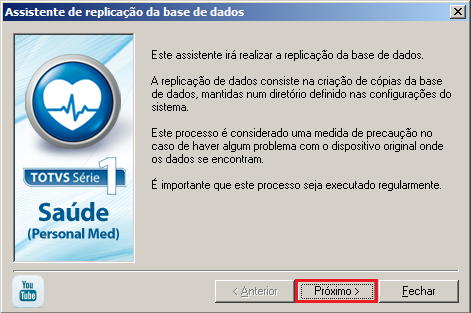 Assistente de replicação da base de dados
Este assistente irá realizar a replicação da base de dados.
A replicação de dados consiste na criação de cópias da base
de dados, mantidas num diretório definido nas configurações do
sistema.
Este processo é considerado uma medida de precaução no
caso de haver algum problema com o dispositivo original onde
os dados se encontram.
É importante que este processo seja executado regularmente.
TOTVS Série 1
Saúde
(Personal Med)
You
Tube
< Anterior
Próximo >
Fechar